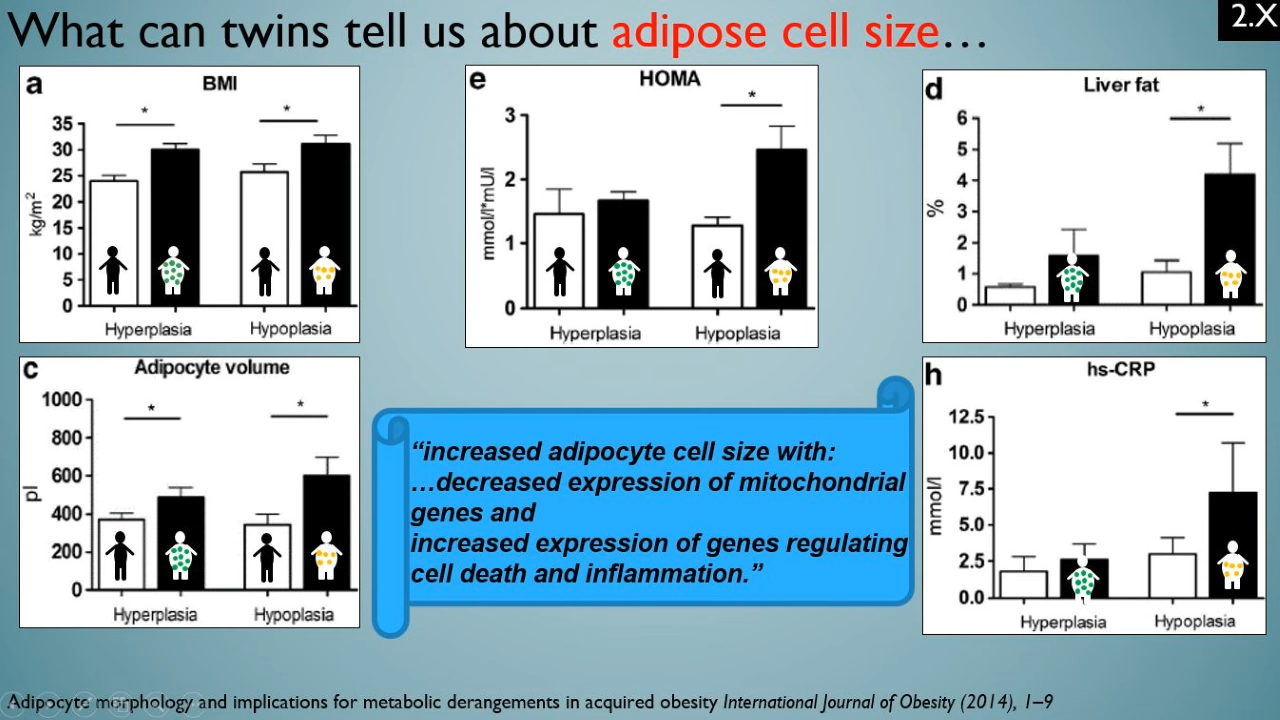 What can twins tell us about adipose cell size…
2.X
a
BMI
*
*
35
30
25
20
15
10
5
0
kg/m²
Hyperplasia
Hypoplasia
e
HOMA
*
3
2
1
0
mmol/l*mU/l
Hyperplasia
Hypoplasia
d
Liver fat
*
6
5
4
3
2
1
0
%
Hyperplasia
Hypoplasia
c
Adipocyte volume
*
*
1000
800
600
400
200
0
pl
Hyperplasia
Hypoplasia
“increased adipocyte cell size with:
…decreased expression of mitochondrial
genes and
increased expression of genes regulating
cell death and inflammation.”
h
hs-CRP
*
12.5
10.0
7.5
5.0
2.5
0.0
mmol/l
Hyperplasia
Hypoplasia
Adipocyte morphology and implications for metabolic derangements in acquired obesity International Journal of Obesity (2014), 1–9